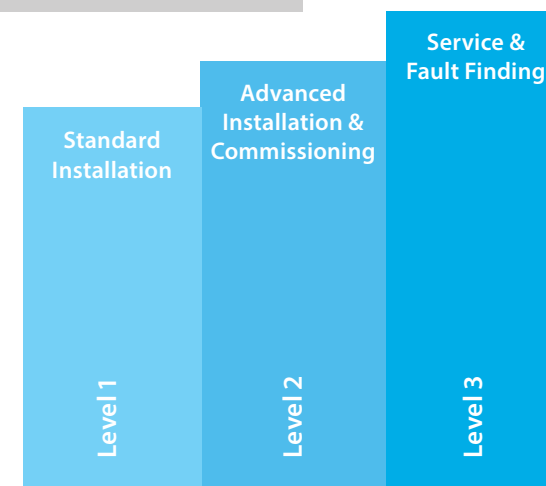 Standard
Installation
Level 1
Advanced
Installation &
Commissioning
Level 2
Service &
Fault Finding
Level 3